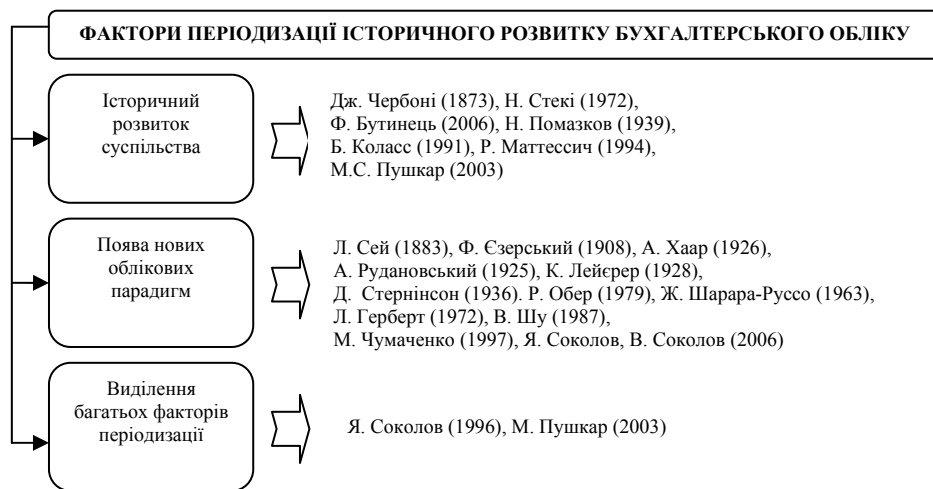 ФАКТОРИ ПЕРІОДИЗАЦІЇ ІСТОРИЧНОГО РОЗВИТКУ БУХГАЛТЕРСЬКОГО ОБЛІКУ
Історичний
розвиток
суспільства
Дж. Чербоні (1873), Н. Стекі (1972),
Ф. Бутинець (2006), Н. Помазков (1939),
Б. Коласс (1991), Р. Маттессич (1994),
М.С. Пушкар (2003)
Поява нових
облікових
парадигм
Л. Сей (1883), Ф. Єзерський (1908), А. Хаар (1926),
А. Рудановський (1925), К. Лейєрер (1928),
Д. Стернінсон (1936). Р. Обер (1979), Ж. Шарара-Руссо (1963),
Л. Герберт (1972), В. Шу (1987),
М. Чумаченко (1997), Я. Соколов, В. Соколов (2006)
Виділення
багатьох факторів
періодизації
Я. Соколов (1996), М. Пушкар (2003)